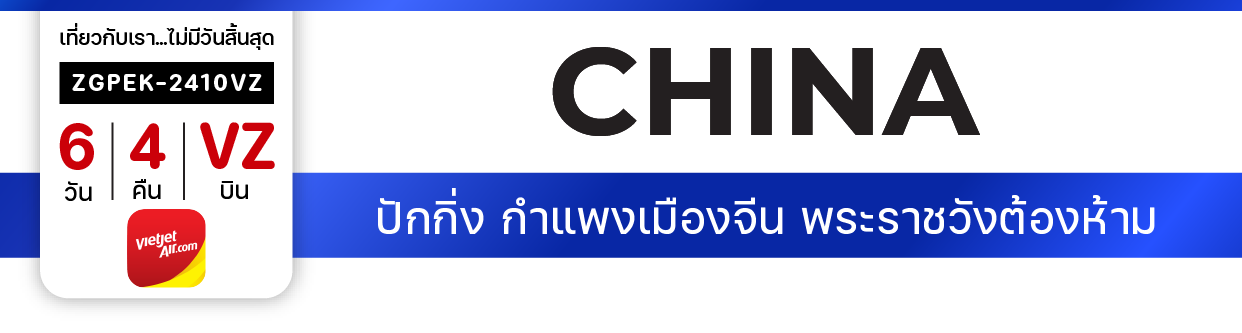 เที่ยวกับเรา...ไม่มีวันสิ้นสุด
ZGPEK-2410VZ
6 4 VZ
วัน คืน บิน
Vietjet
Air.com
CHINA
ปักกิ่ง กำแพงเมืองจีน พระราชวังต้องห้าม